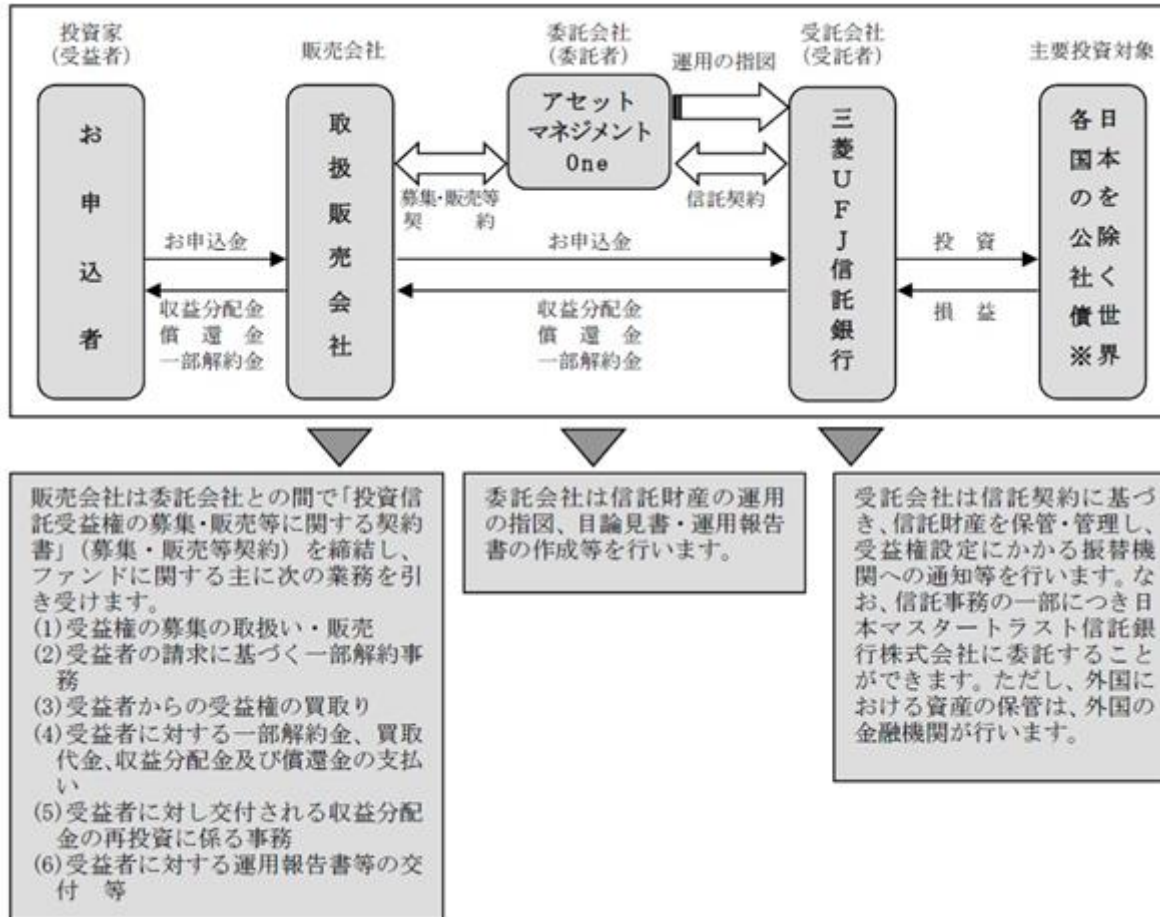 投資家
(受益者)
販売会社
委託会社
(委託者)
受託会社
(受託者)
主要投資対象
運用の指図
お申込者
取扱販売会社
アセット
マネジメント
One
三菱UFJ信託銀行
日本を除く世界
各国の公社債※
募集・販売等
契　　　約
信託契約
お申込金
収益分配金
償　還　金
一部解約金
お申込金
収益分配金
償　還　金
一部解約金
投　資
損　益
販売会社は委託会社との間で「投資信
託受益権の募集・販売等に関する契約
書」(募集・販売等契約）を締結し、
ファンドに関する主に次の業務を引
き受けます。
(1)受益権の募集の取扱い・販売
(2)受益者の請求に基づく一部解約事
務
(3)受益者からの受益権の買取り
(4)受益者に対する一部解約金、買取
代金、収益分配金及び償還金の支払
い
(5)受益者に対し交付される収益分配
金の再投資に係る事務
(6)受益者に対する運用報告書等の交
付　等
委託会社は信託財産の運用
の指図、目論見書・運用報告
書の作成等を行います。
受託会社は信託契約に基づ
き、信託財産を保管・管理し、
受益権設定にかかる振替機
関への通知等を行います。な
お、信託事務の一部につき日
本マスタートラスト信託銀
行株式会社に委託すること
ができます。ただし、外国に
おける資産の保管は、外国の
金融機関が行います。